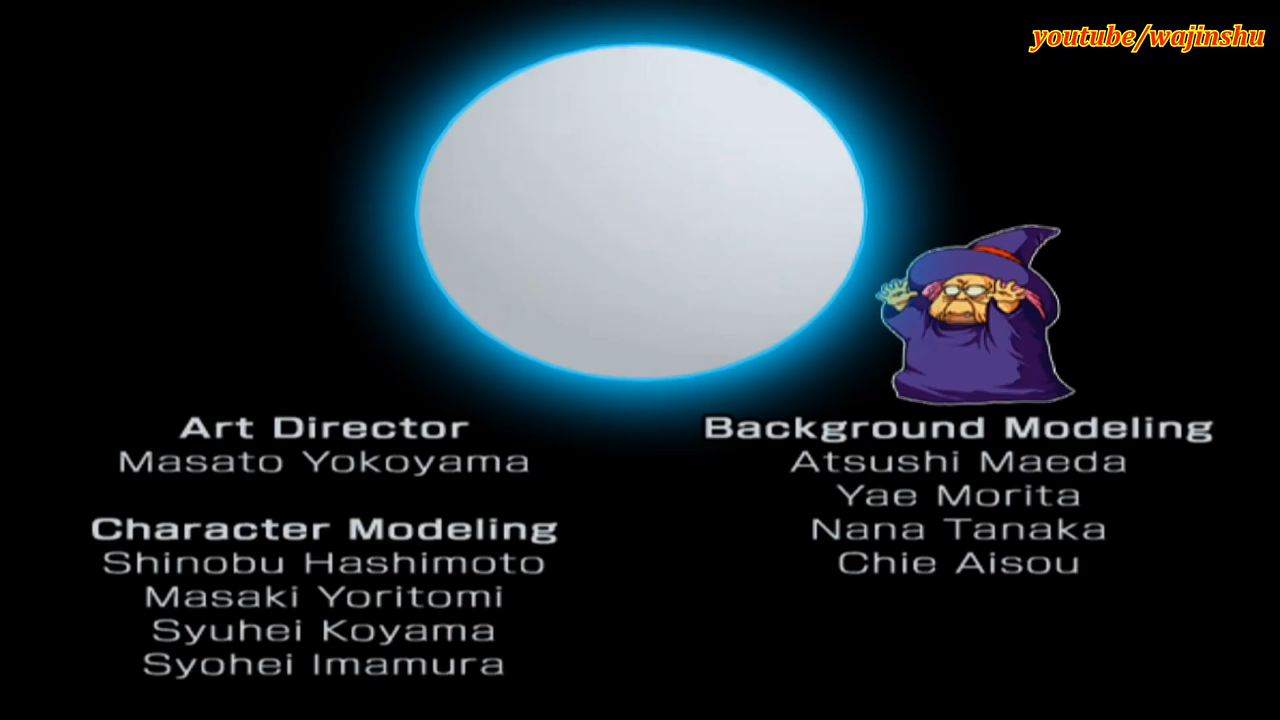 youtube/wajinshu
Art Director
Masato Yokoyama
Character Modeling
Shinobu Hashimoto
Masaki Yoritomi
Syuhei Koyama
Syohei Imamura
Background Modeling
Atsushi Maeda
Yae Morita
Nana Tanaka
Chie Aisou